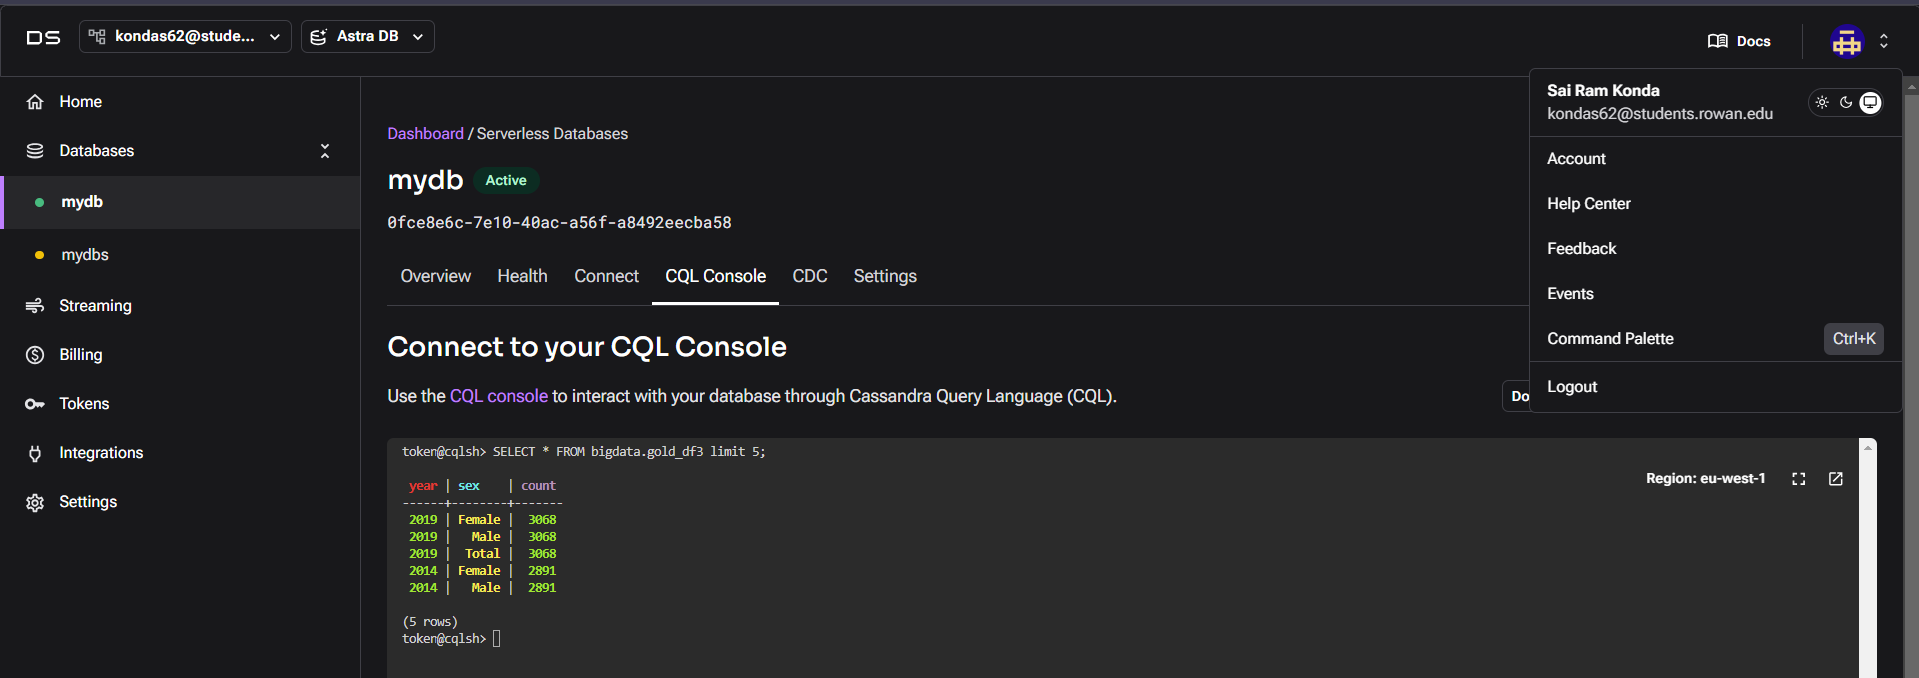 DS
kondas62@stude...
Astra DB
Docs
Home
Databases
mydb
mydbs
Streaming
Billing
Tokens
Integrations
Settings
Dashboard / Serverless Databases
mydb Active
0fce8e6c-7e10-40ac-a56f-a8492eecba58
Overview Health Connect CQL Console CDC Settings
Connect to your CQL Console
Use the CQL console to interact with your database through Cassandra Query Language (CQL).
Do
Sai Ram Konda
kondas62@students.rowan.edu
Account
Help Center
Feedback
Events
Command Palette Ctrl+K
Logout
token@cqlsh> SELECT * FROM bigdata.gold_df3 limit 5;
Region: eu-west-1
year | sex | count
------+--------+-------
2019 | Female | 3068
2019 | Male | 3068
2019 | Total | 3068
2014 | Female | 2891
2014 | Male | 2891
(5 rows)
token@cqlsh>